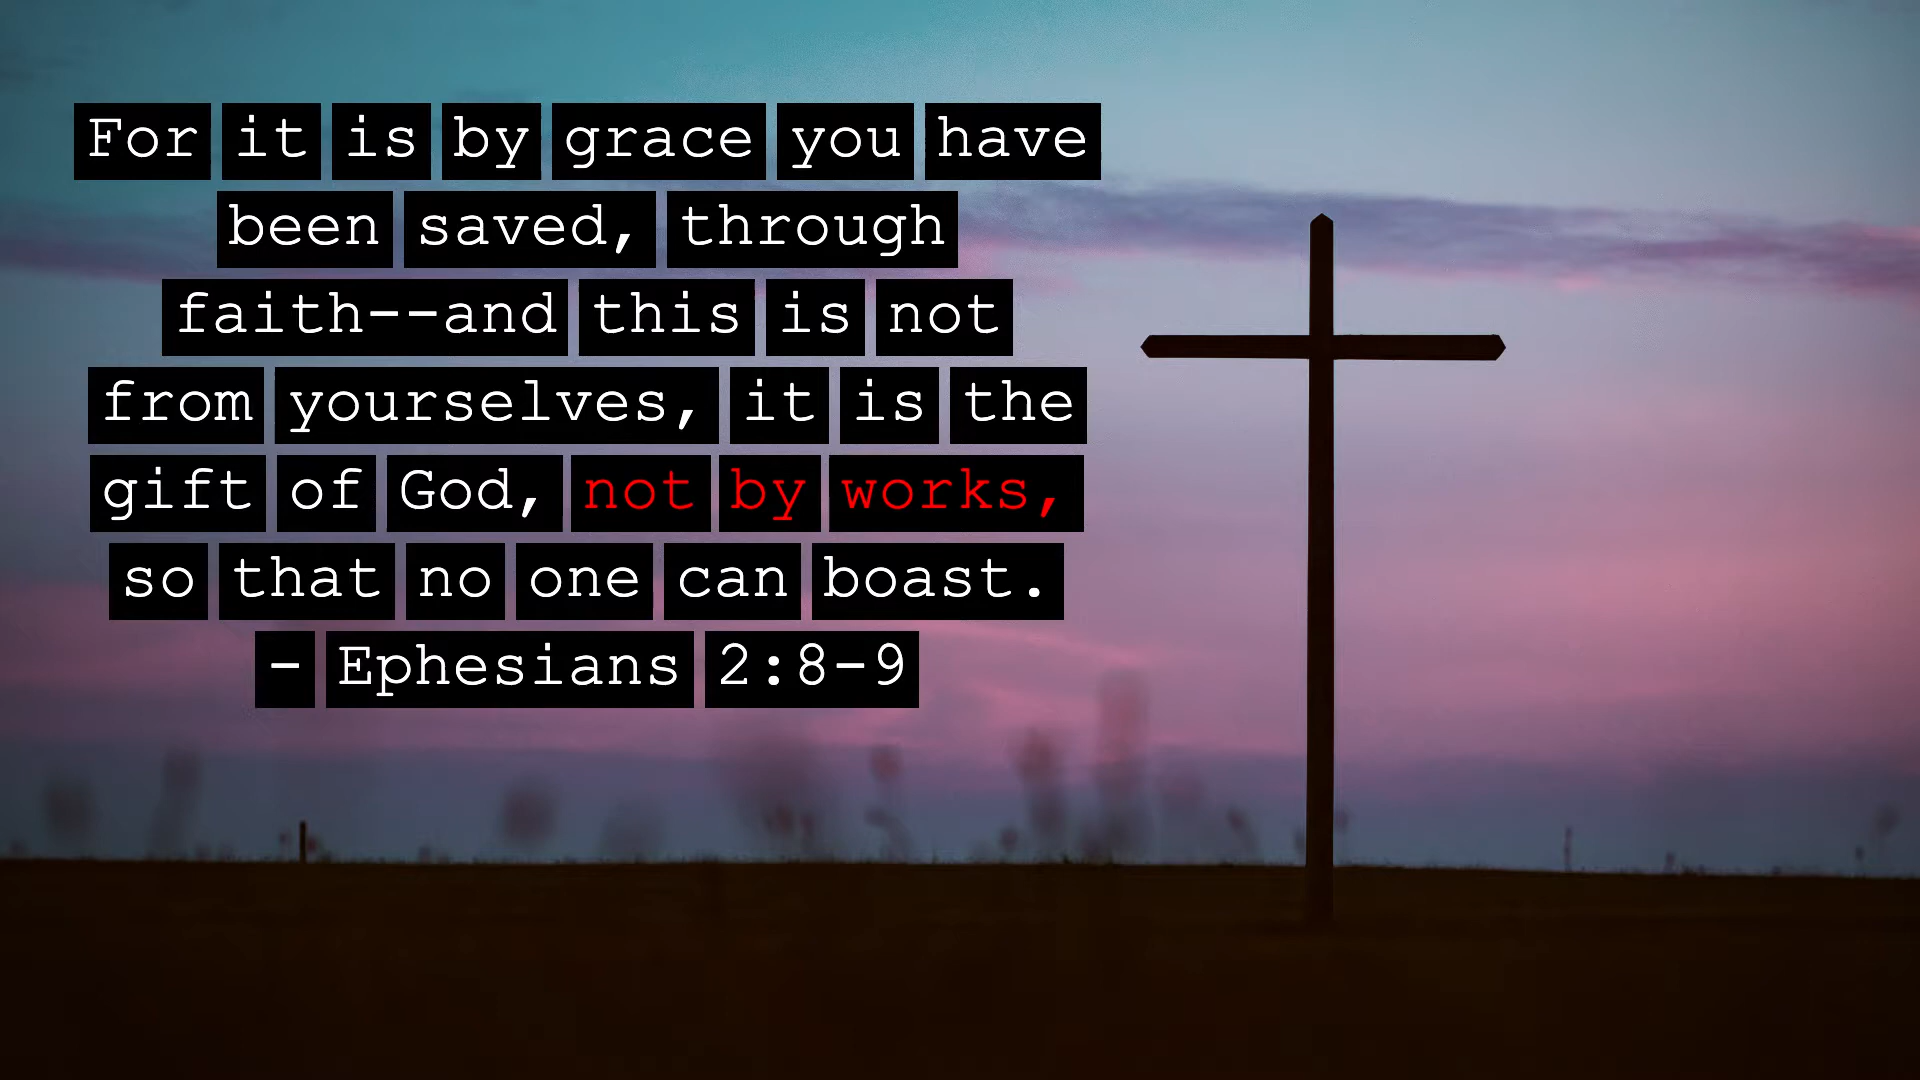 For it is by grace you have
been saved, through
faith--and this is not
from yourselves, it is the
gift of God, not by works,
so that no one can boast.
- Ephesians 2:8-9